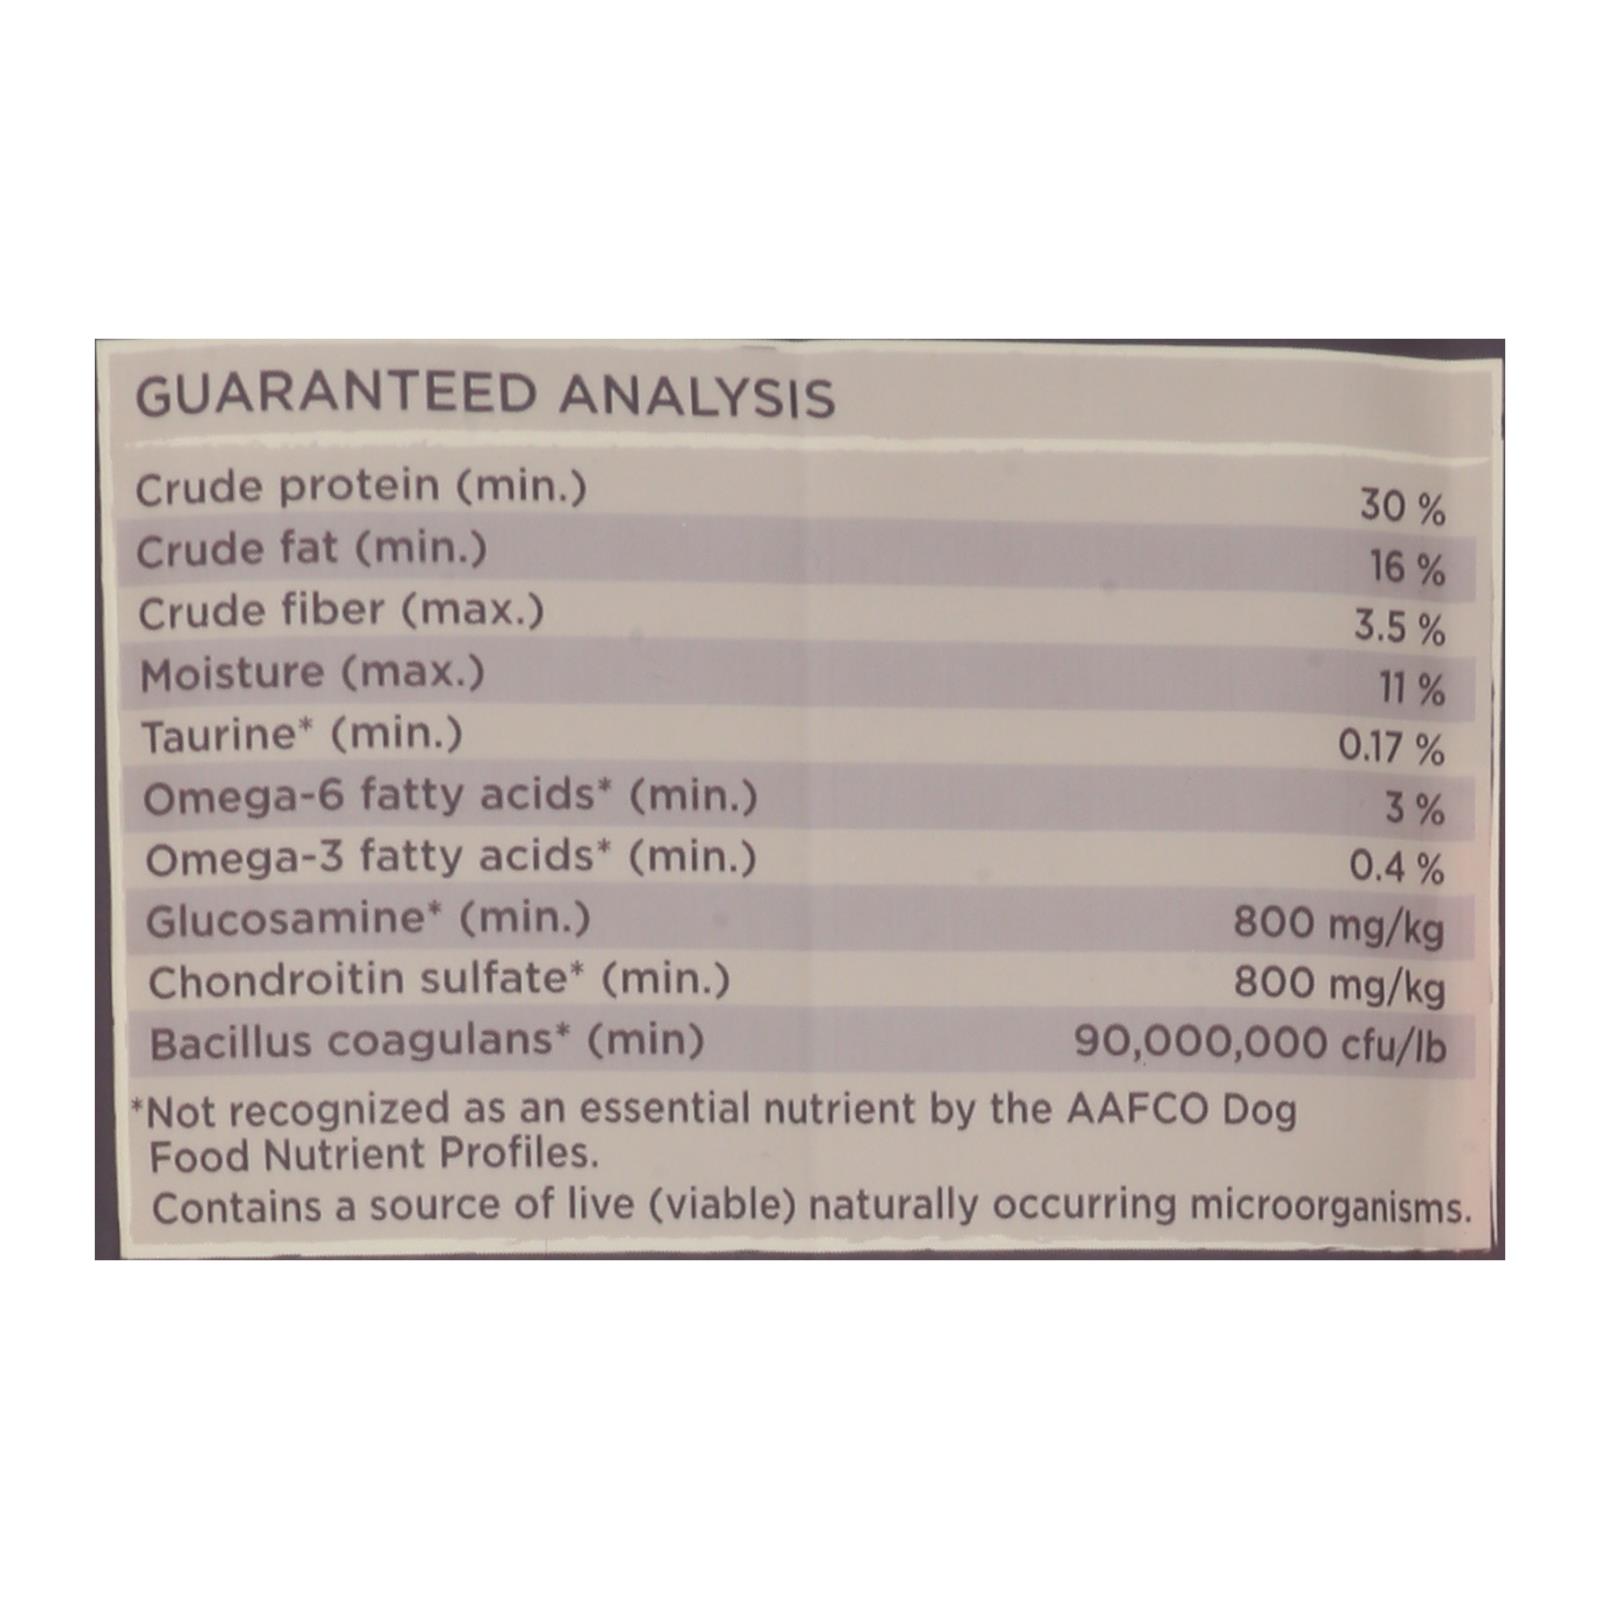 GUARANTEED ANALYSIS
Crude protein (min.) 30 %
Crude fat (min.) 16 %
Crude fiber (max.) 3.5 %
Moisture (max.) 11 %
Taurine* (min.) 0.17 %
Omega-6 fatty acids* (min.) 3 %
Omega-3 fatty acids* (min.) 0.4 %
Glucosamine* (min.) 800 mg/kg
Chondroitin sulfate* (min.) 800 mg/kg
Bacillus coagulans* (min) 90,000,000 cfu/lb
*Not recognized as an essential nutrient by the AAFCO Dog
Food Nutrient Profiles.
Contains a source of live (viable) naturally occurring microorganisms.